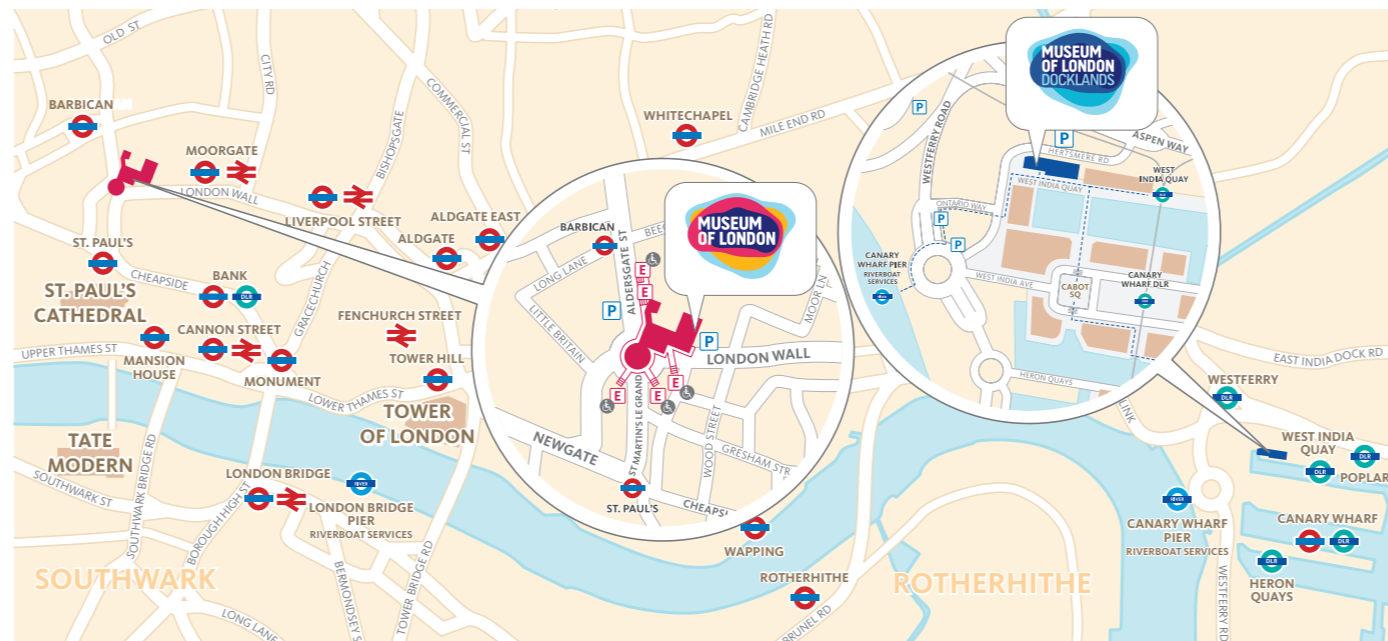 OLD ST
CITY RD
BARBICAN
MOORGATE
LONDON WALL
COMMERCIAL ST
BISHOPSGATE
LIVERPOOL STREET
ALDGATE EAST
ALDGATE
WHITECHAPEL
CAMBRIDGE HEATH RD
MILE END RD
ST. PAUL'S
CHEAPSIDE
BANK
DLR
ST. PAUL'S
CATHEDRAL
GRACECHURCH
CANNON STREET
FENCHURCH STREET
UPPER THAMES ST
MANSION
HOUSE
MONUMENT
TOWER HILL
LOWER THAMES ST
TOWER
OF LONDON
TATE
MODERN
SOUTHWARK ST
SOUTHWARK BRIDGE RD
LONDON BRIDGE
RIVER
LONDON BRIDGE
PIER
RIVERBOAT SERVICES
BOROUGH HIGH ST
SOUTHWARK
LONG LANE
BERMONDSEY S
TOWER BRIDGE RD
MUSEUM
OF LONDON
BARBICAN
BEE
LONG LANE
ALDERSGATE ST
E
E
P
LITTLE BRITAIN
MOOR LN
P
LONDON WALL
E
E
E
NEWGATE
ST MARTIN'S LE GRAND
WOOD STREET
GRESHAM STR
ST. PAUL'S
CHEAPS
WAPPING
ROTHERHITHE
BRUNEL RD
ROTHERHITHE
MUSEUM
OF LONDON
DOCKLANDS
P
P
WESTFERRY ROAD
ASPEN WAY
HERTSMERE RD
WEST
INDIA QUAY
WEST INDIA QUAY
ONTARIO WAY
P
P
CANARY
WHARF PIER
RIVERBOAT
SERVICES
WEST INDIA AVE
CABOT
SQ
CANARY
WHARF DLR
HERON QUAYS
LINK
EAST INDIA DOCK RD
WESTFERRY
DLR
WEST INDIA
QUAY
DLR
DLR
POPLAR
RIVER
CANARY WHARF
PIER
RIVERBOAT SERVICES
CANARY WHARF
DLR
DLR
HERON
QUAYS
WESTFERRY RD